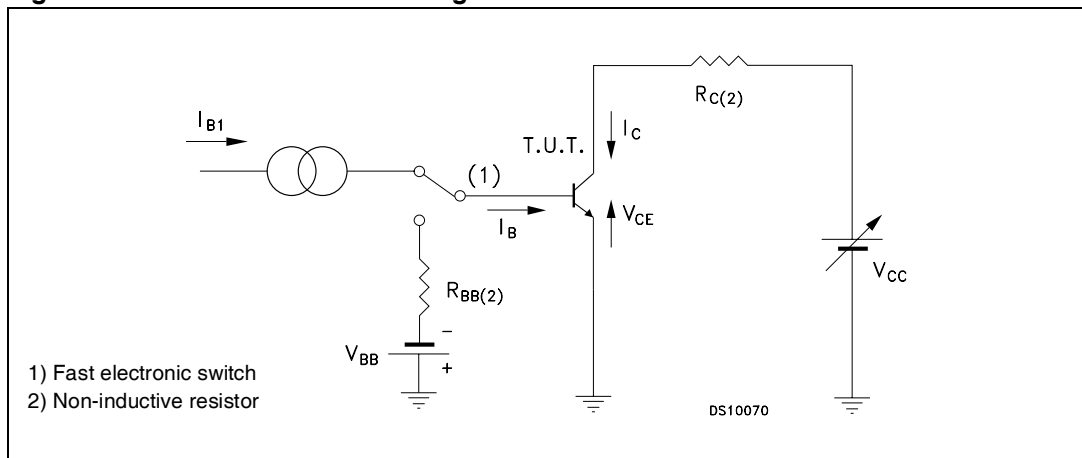 I_B1
(1)
I_B
T.U.T.
I_C
V_CE
R_C(2)
V_CC
R_BB(2)
V_BB
−
+
1) Fast electronic switch
2) Non-inductive resistor
DS10070